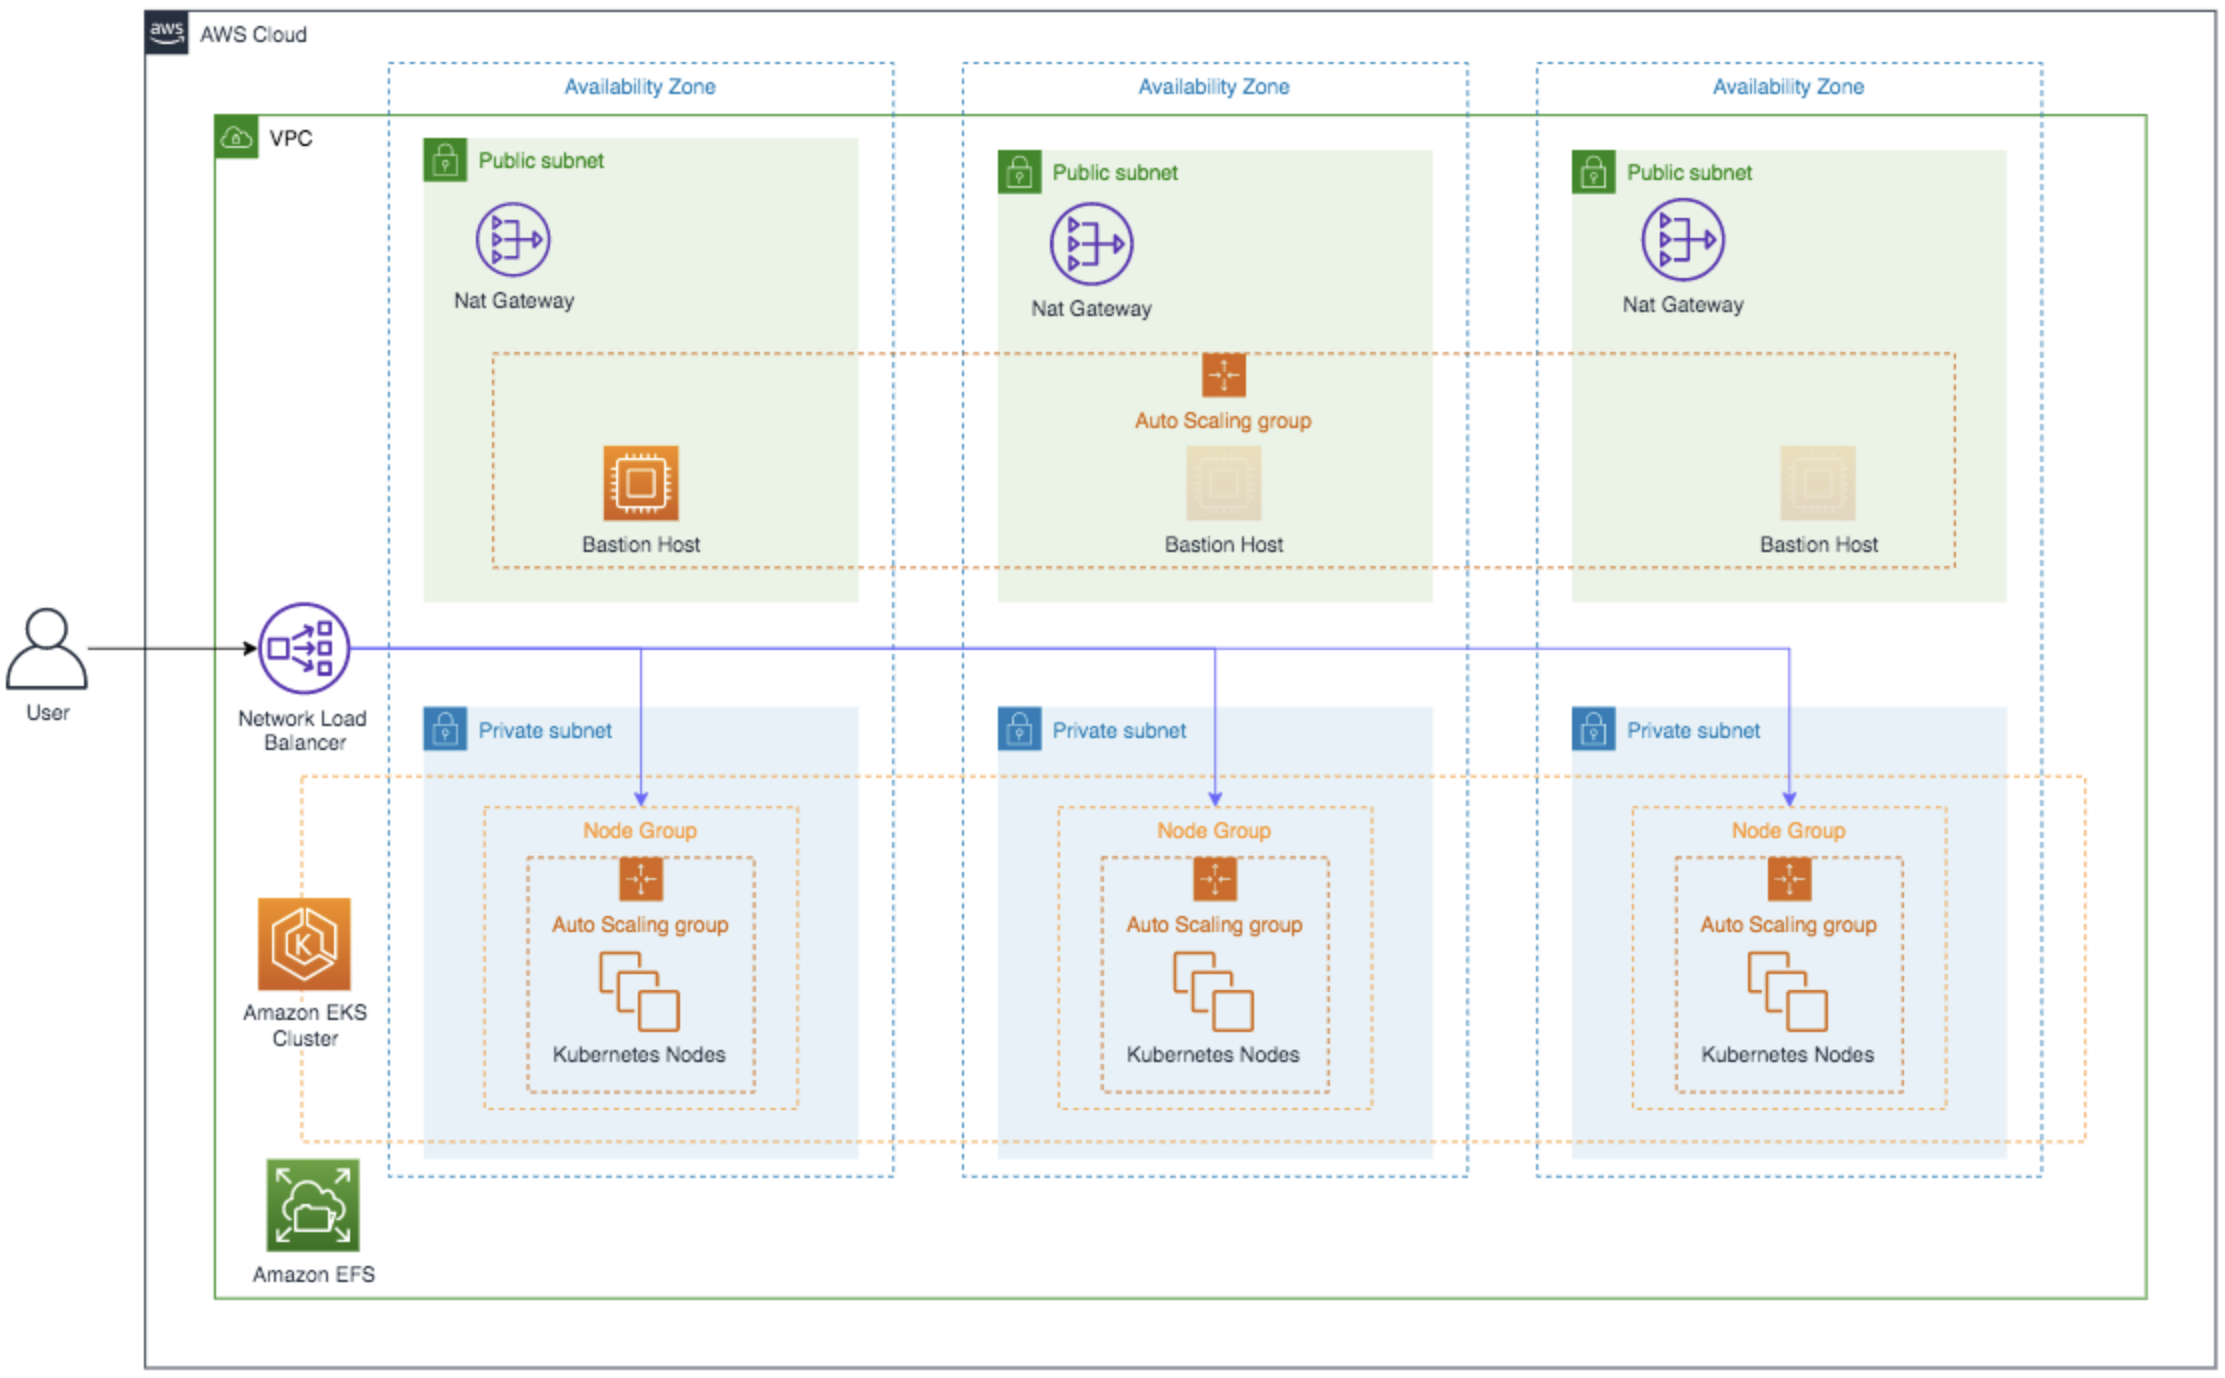 aws
AWS Cloud
Availability Zone
Availability Zone
Availability Zone
VPC
Public subnet
Public subnet
Public subnet
Nat Gateway
Nat Gateway
Nat Gateway
Auto Scaling group
Bastion Host
Bastion Host
Bastion Host
User
Network Load
Balancer
Private subnet
Private subnet
Private subnet
Node Group
Node Group
Node Group
Auto Scaling group
Auto Scaling group
Auto Scaling group
K
Amazon EKS
Cluster
Kubernetes Nodes
Kubernetes Nodes
Kubernetes Nodes
Amazon EFS